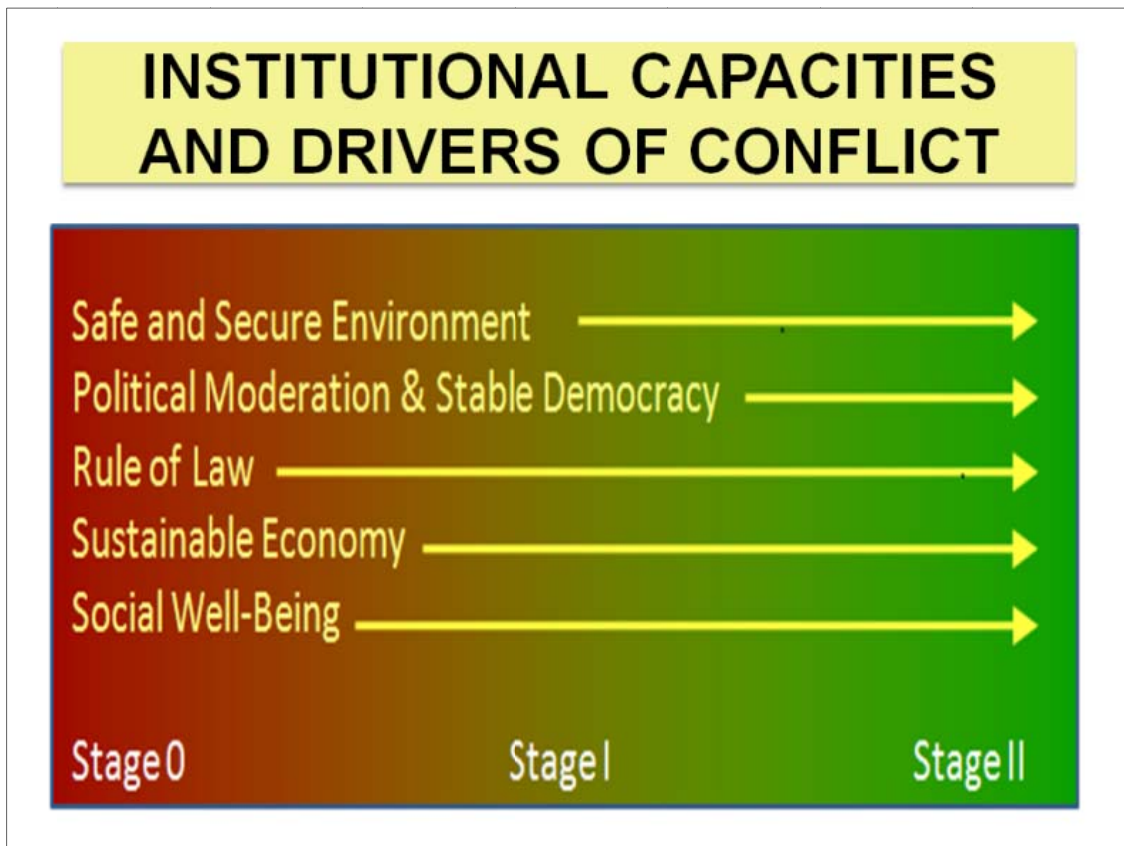 INSTITUTIONAL CAPACITIES
AND DRIVERS OF CONFLICT
Safe and Secure Environment
Political Moderation & Stable Democracy
Rule of Law
Sustainable Economy
Social Well-Being
Stage 0
Stage I
Stage II